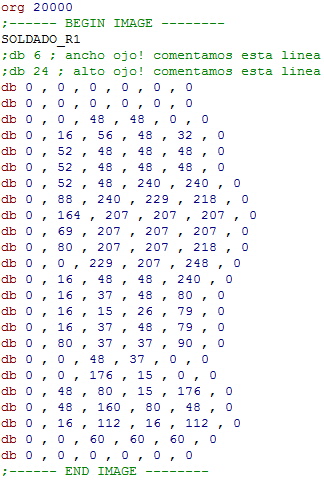 org 20000
;------ BEGIN IMAGE --------
SOLDADO_R1
;db 6 ; ancho ojo! comentamos esta linea
;db 24 ; alto ojo! comentamos esta linea
db 0 , 0 , 0 , 0 , 0 , 0
db 0 , 0 , 0 , 0 , 0 , 0
db 0 , 0 , 48 , 48 , 0 , 0
db 0 , 16 , 56 , 48 , 32 , 0
db 0 , 52 , 48 , 48 , 48 , 0
db 0 , 52 , 48 , 48 , 48 , 0
db 0 , 52 , 48 , 240 , 240 , 0
db 0 , 88 , 240 , 229 , 218 , 0
db 0 , 164 , 207 , 207 , 207 , 0
db 0 , 69 , 207 , 207 , 207 , 0
db 0 , 80 , 207 , 207 , 218 , 0
db 0 , 0 , 229 , 207 , 248 , 0
db 0 , 16 , 48 , 48 , 240 , 0
db 0 , 16 , 37 , 48 , 80 , 0
db 0 , 16 , 15 , 26 , 79 , 0
db 0 , 16 , 37 , 48 , 79 , 0
db 0 , 80 , 37 , 37 , 90 , 0
db 0 , 0 , 48 , 37 , 0 , 0
db 0 , 0 , 176 , 15 , 0 , 0
db 0 , 48 , 80 , 15 , 176 , 0
db 0 , 48 , 160 , 80 , 48 , 0
db 0 , 16 , 112 , 16 , 112 , 0
db 0 , 0 , 60 , 60 , 60 , 0
db 0 , 0 , 0 , 0 , 0 , 0
;------ END IMAGE --------